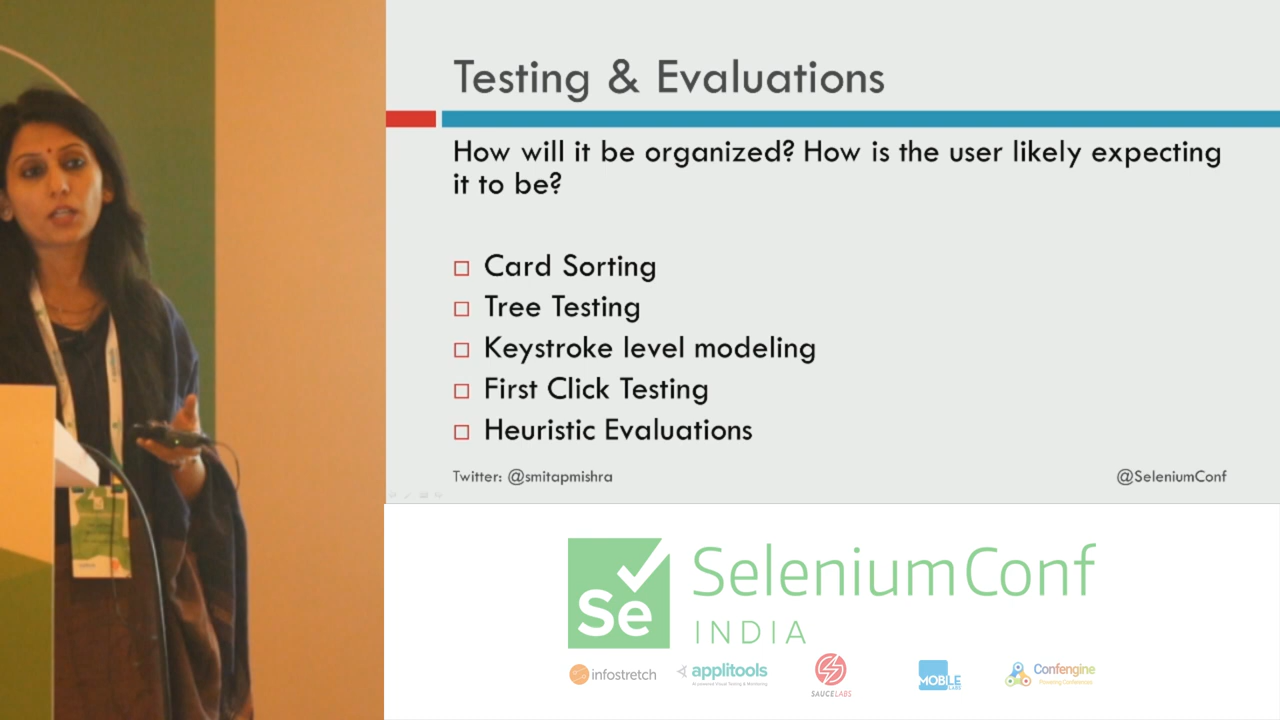 Testing & Evaluations
How will it be organized? How is the user likely expecting
it to be?
Card Sorting
Tree Testing
Keystroke level modeling
First Click Testing
Heuristic Evaluations
Twitter: @smitapmishra
@SeleniumConf
Se
SeleniumConf
INDIA
infostretch
applitools
SAUCELABS
MOBILE
LABS
Confengine